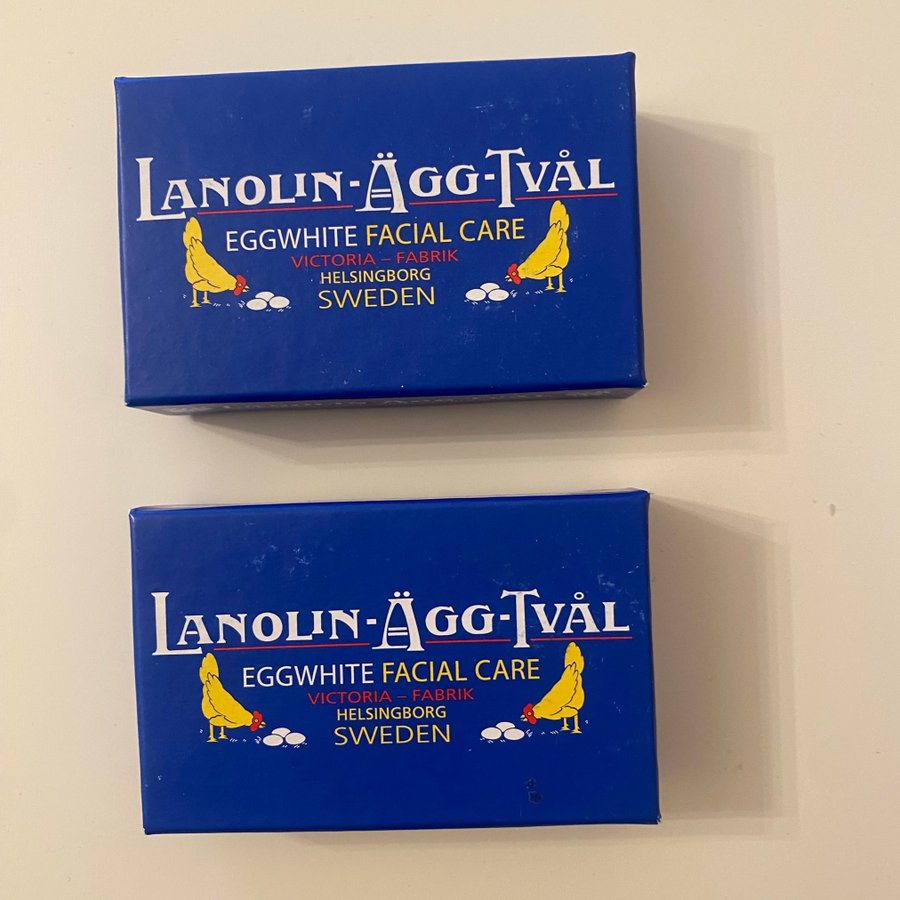 LANOLIN-ÄGG-TVÅL
EGGWHITE FACIAL CARE
VICTORIA – FABRIK
HELSINGBORG
SWEDEN
LANOLIN-ÄGG-TVÅL
EGGWHITE FACIAL CARE
VICTORIA – FABRIK
HELSINGBORG
SWEDEN